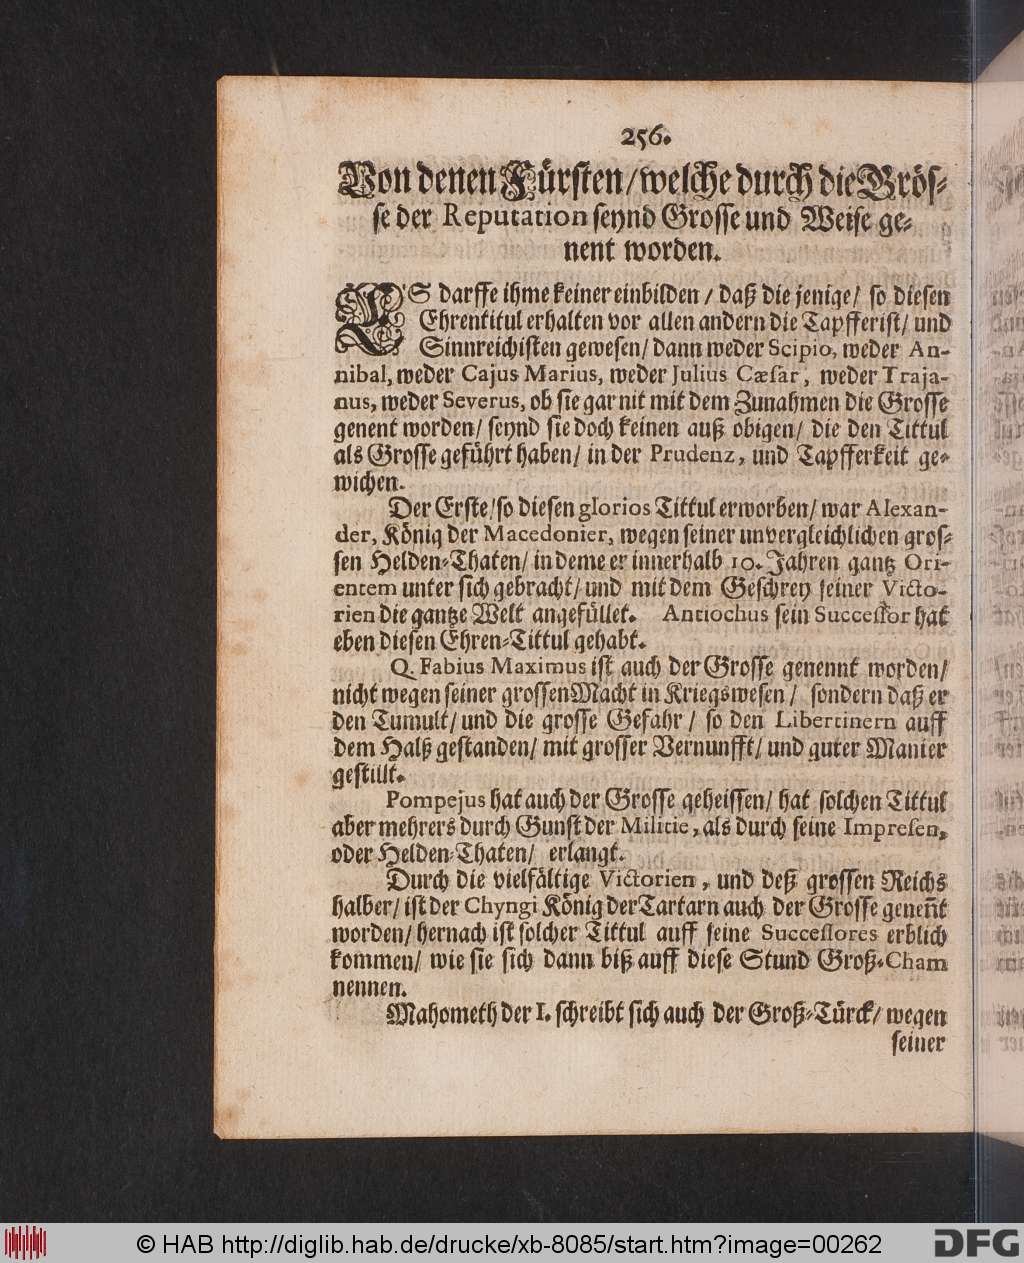 256.
Von denen Fürsten/welche durch die Grös-
se der Reputation seynd Grosse und Weise ge-
nent worden.
ES darffe ihme keiner einbilden / daß die jenige/ so diesen
Ehrentitul erhalten vor allen andern die Tapfferist/ und
Sinnreichisten gewesen/ dann weder Scipio, weder An-
nibal, weder Cajus Marius, weder Julius Cæsar, weder Traja-
nus, weder Severus, ob sie gar nit mit dem Zunahmen die Grosse
genent worden/ seynd sie doch keinen auß obigen/ die den Tittul
als Grosse geführt haben/ in der Prudenz, und Tapfferkeit ge-
wichen.
Der Erste/so diesen glorios Tittul erworben/ war Alexan-
der, König der Macedonier, wegen seiner unvergleichlichen gros-
sen Helden-Thaten/ in deme er innerhalb 10. Jahren gantz Ori-
entem unter sich gebracht/ und mit dem Geschrey seiner Victo-
rien die gantze Welt angefüllet. Antiochus sein Successor hat
eben diesen Ehren-Tittul gehabt.
Q. Fabius Maximus ist auch der Grosse genennt worden/
nicht wegen seiner grossen Macht in Kriegswesen/ sondern daß er
den Tumult/ und die grosse Gefahr / so den Libertinern auff
dem Halß gestanden/ mit grosser Vernunfft/ und guter Manier
gestillt.
Pompejus hat auch der Grosse geheissen/ hat solchen Tittul
aber mehrers durch Gunst der Militie, als durch seine Impresen,
oder Helden-Thaten/ erlangt.
Durch die vielfältige Victorien, und deß grossen Reichs
halber/ ist der Chyngi König der Tartarn auch der Grosse geneñt
worden/ hernach ist solcher Tittul auff seine Successores erblich
kommen/ wie sie sich dann biß auff diese Stund Groß-Cham
nennen.
Mahometh der I. schreibt sich auch der Groß-Türck/ wegen
seiner
© HAB http://diglib.hab.de/drucke/xb-8085/start.htm?image=00262
DFG